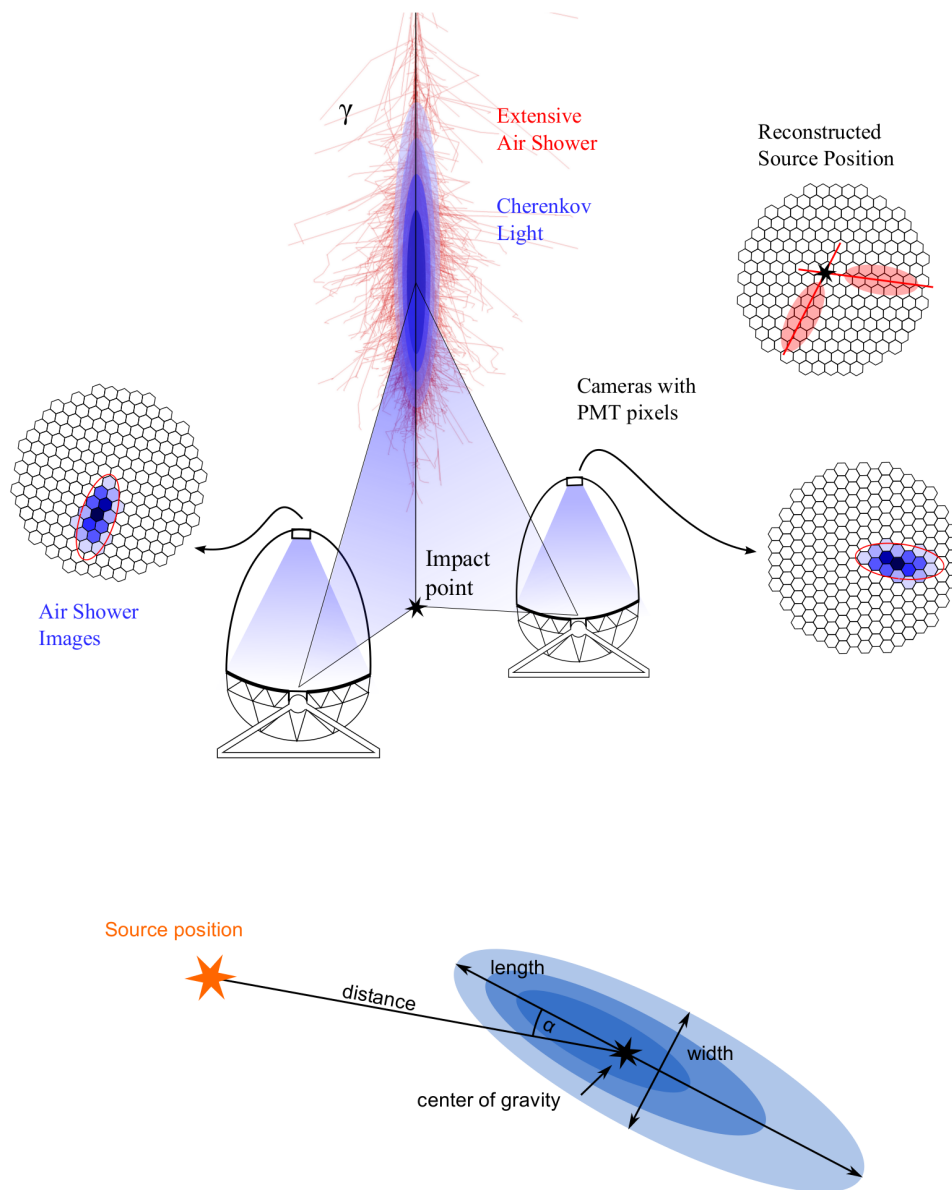 γ
Extensive
Air Shower
Reconstructed
Source Position
Cherenkov
Light
Cameras with
PMT pixels
Impact
point
Air Shower
Images
Source position
length
distance
α
width
center of gravity